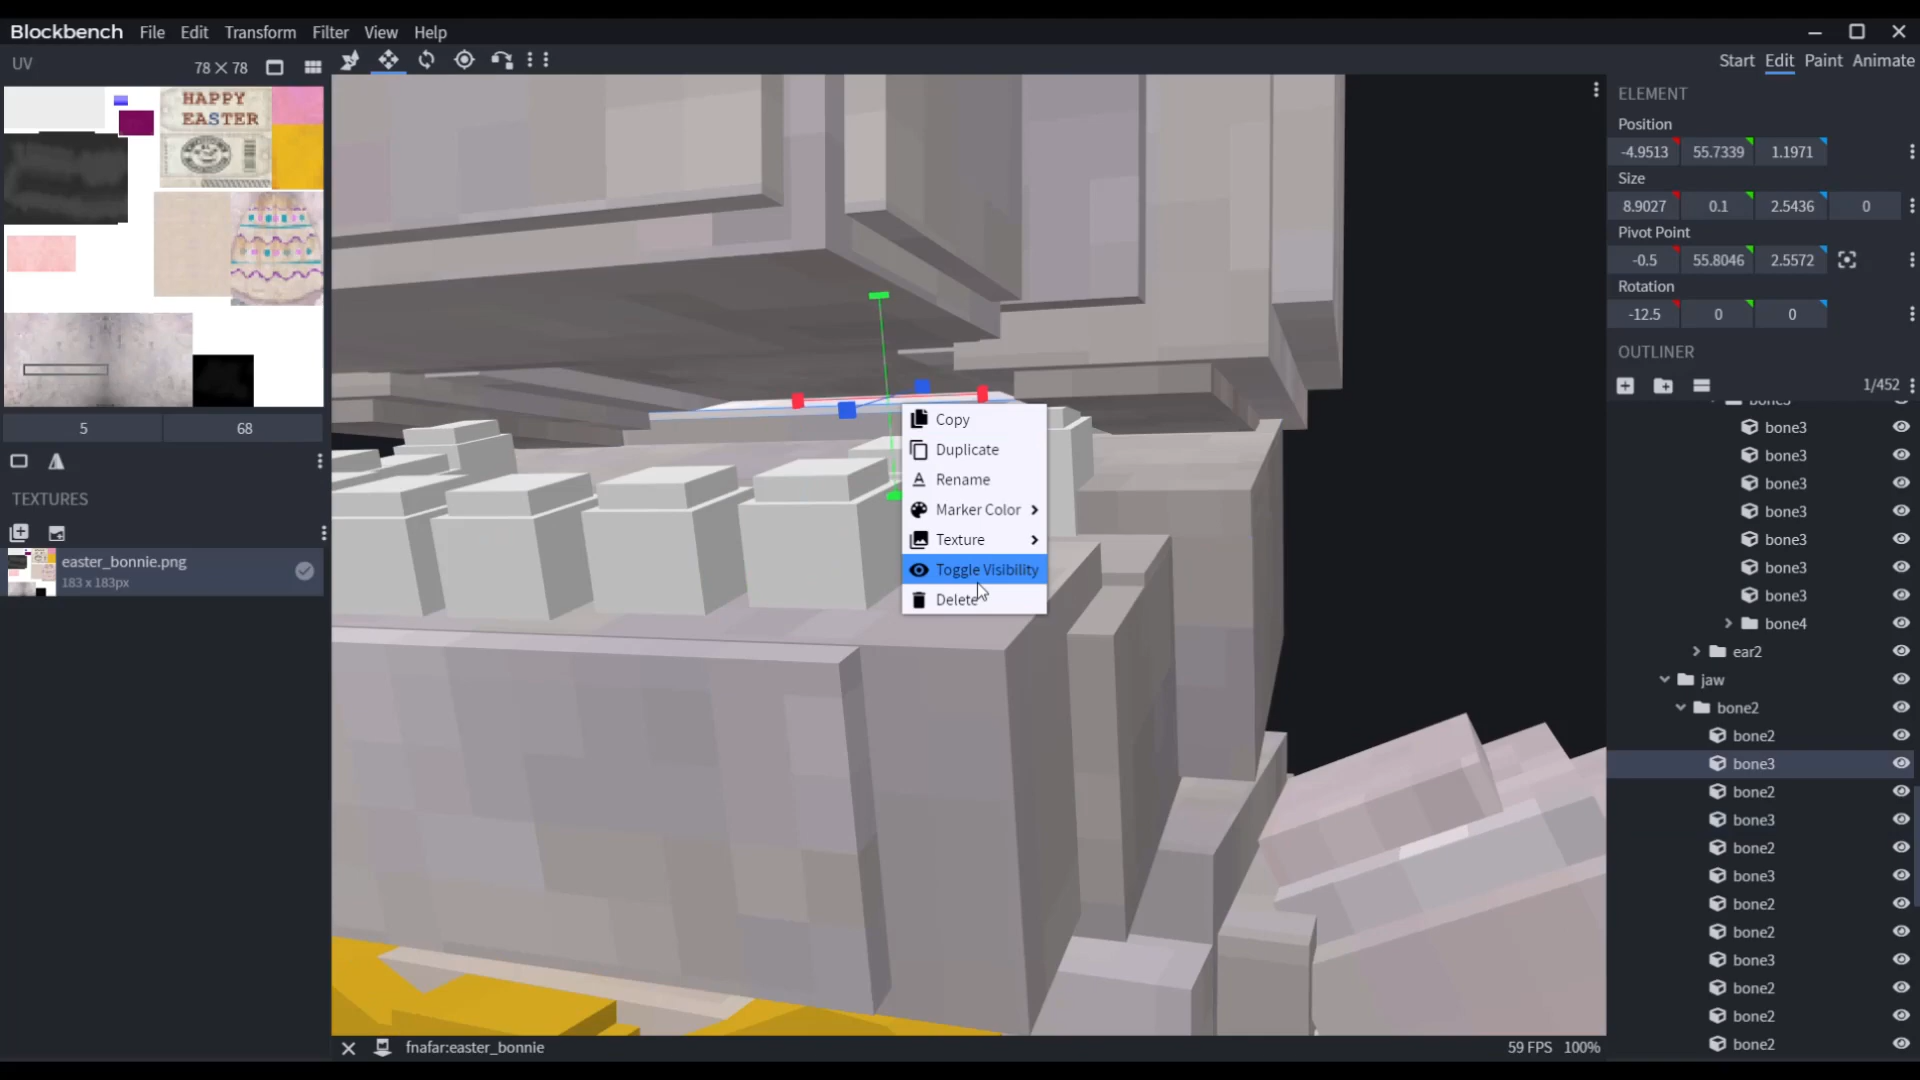 Blockbench File Edit Transform Filter View Help
UV 78 × 78
Start Edit Paint Animate
HAPPY
EASTER
5 68
TEXTURES
easter_bonnie.png
183 x 183px
Copy
Duplicate
Rename
Marker Color
Texture
Toggle Visibility
Delete
fnafar:easter_bonnie
59 FPS 100%
ELEMENT
Position
-4.9513 55.7339 1.1971
Size
8.9027 0.1 2.5436 0
Pivot Point
-0.5 55.8046 2.5572
Rotation
-12.5 0 0
OUTLINER
1/452
bone3
bone3
bone3
bone3
bone3
bone3
bone3
bone3
bone4
ear2
jaw
bone2
bone2
bone3
bone2
bone3
bone2
bone3
bone2
bone2
bone3
bone2
bone2
bone2